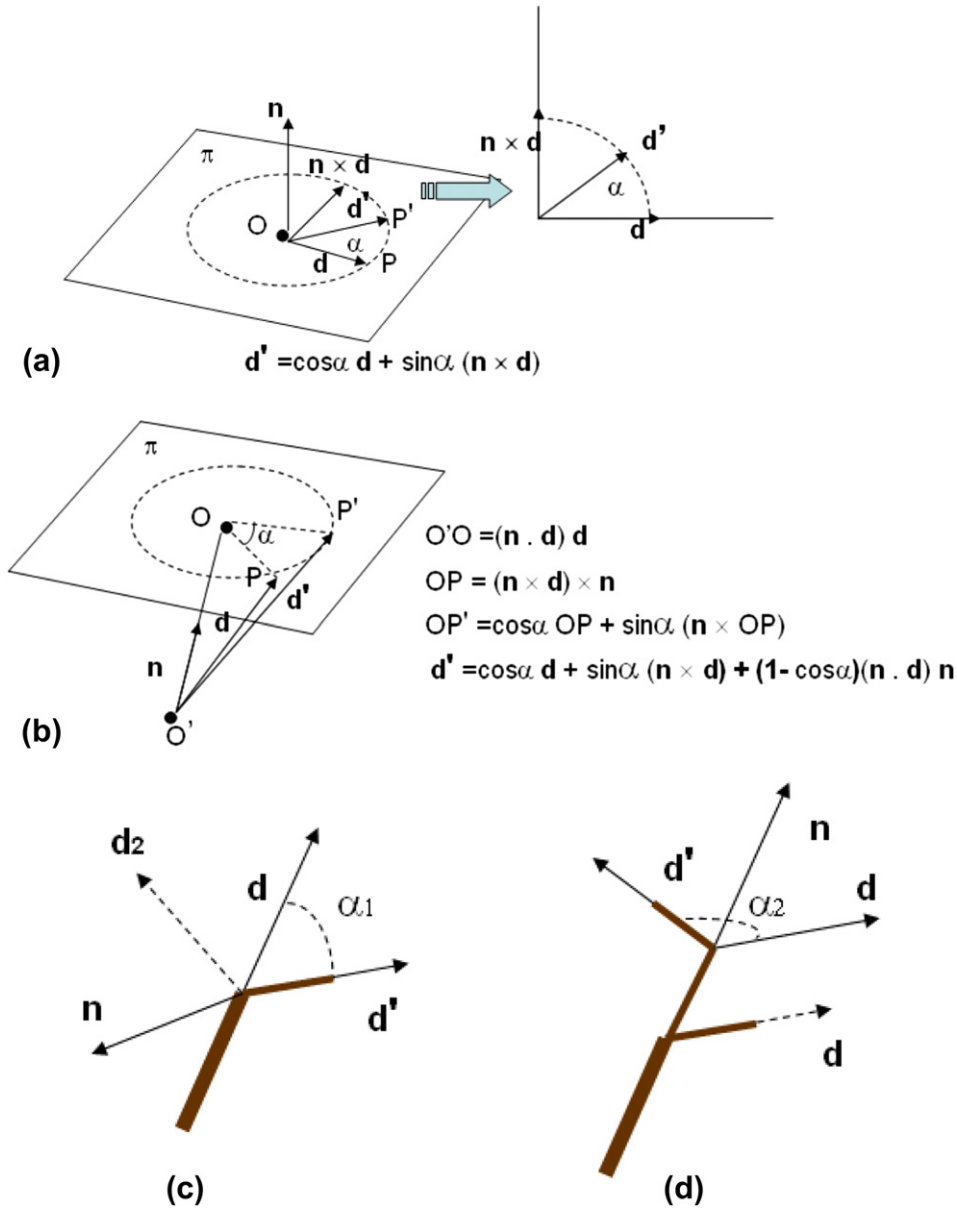 n
π
n × d
d'
O
P'
α
d
P
n × d
d'
α
d
(a)
d' =cosα d + sinα (n × d)
π
O
α
P'
P
d'
d
n
O'
(b)
O'O =(n . d) d
OP = (n × d) × n
OP' =cosα OP + sinα (n × OP)
d' =cosα d + sinα (n × d) + (1- cosα)(n . d) n
d2
d
α1
n
d'
(c)
n
d'
α2
d
d
(d)